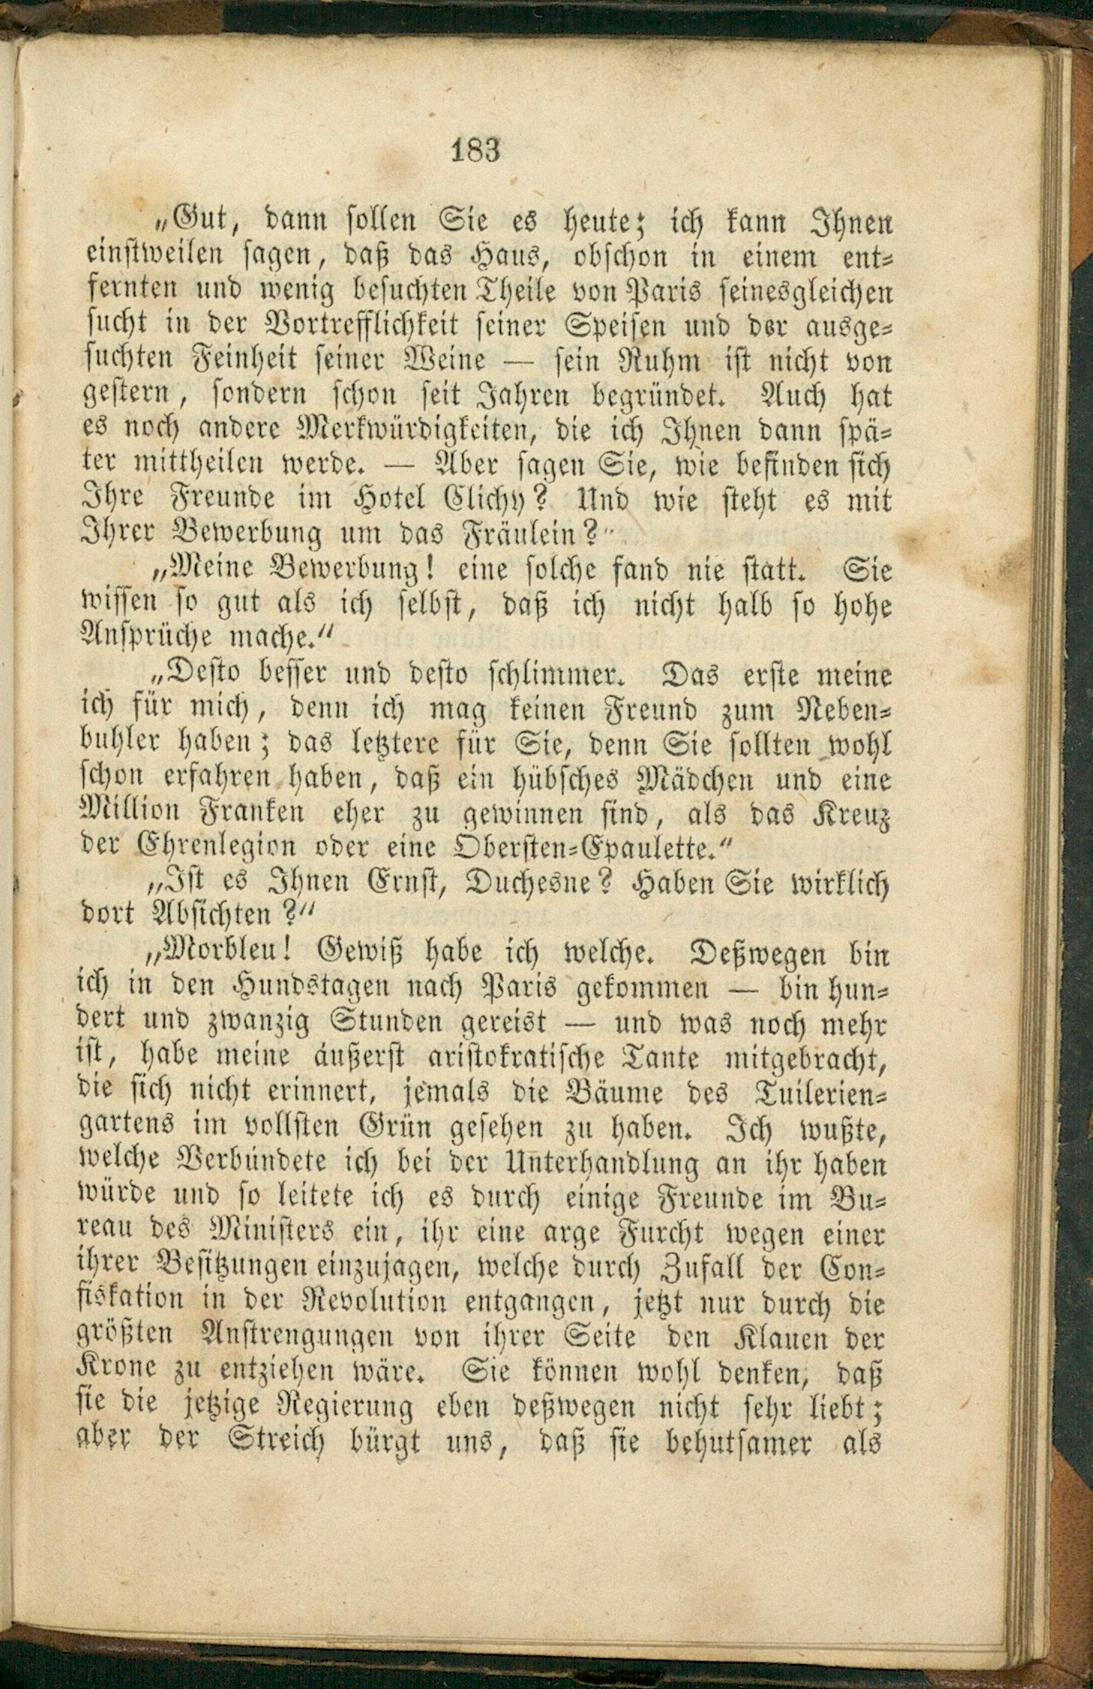 183
„Gut, dann sollen Sie es heute; ich kann Ihnen
einstweilen sagen, daß das Haus, obschon in einem ent-
fernten und wenig besuchten Theile von Paris seinesgleichen
sucht in der Vortrefflichkeit seiner Speisen und der ausge-
suchten Feinheit seiner Weine — sein Ruhm ist nicht von
gestern, sondern schon seit Jahren begründet. Auch hat
es noch andere Merkwürdigkeiten, die ich Ihnen dann spä-
ter mittheilen werde. — Aber sagen Sie, wie befinden sich
Ihre Freunde im Hotel Clichy? Und wie steht es mit
Ihrer Bewerbung um das Fräulein?“
„Meine Bewerbung! eine solche fand nie statt. Sie
wissen so gut als ich selbst, daß ich nicht halb so hohe
Ansprüche mache.“
„Desto besser und desto schlimmer. Das erste meine
ich für mich, denn ich mag keinen Freund zum Neben-
buhler haben; das letztere für Sie, denn Sie sollten wohl
schon erfahren haben, daß ein hübsches Mädchen und eine
Million Franken eher zu gewinnen sind, als das Kreuz
der Ehrenlegion oder eine Obersten-Epaulette.“
„Ist es Ihnen Ernst, Duchesne? Haben Sie wirklich
dort Absichten?“
„Morbleu! Gewiß habe ich welche. Deßwegen bin
ich in den Hundstagen nach Paris gekommen — bin hun-
dert und zwanzig Stunden gereist — und was noch mehr
ist, habe meine äußerst aristokratische Tante mitgebracht,
die sich nicht erinnert, jemals die Bäume des Tuilerien-
gartens im vollsten Grün gesehen zu haben. Ich wußte,
welche Verbündete ich bei der Unterhandlung an ihr haben
würde und so leitete ich es durch einige Freunde im Bu-
reau des Ministers ein, ihr eine arge Furcht wegen einer
ihrer Besitzungen einzujagen, welche durch Zufall der Con-
fiskation in der Revolution entgangen, jetzt nur durch die
größten Anstrengungen von ihrer Seite den Klauen der
Krone zu entziehen wäre. Sie können wohl denken, daß
sie die jetzige Regierung eben deßwegen nicht sehr liebt;
aber der Streich bürgt uns, daß sie behutsamer als